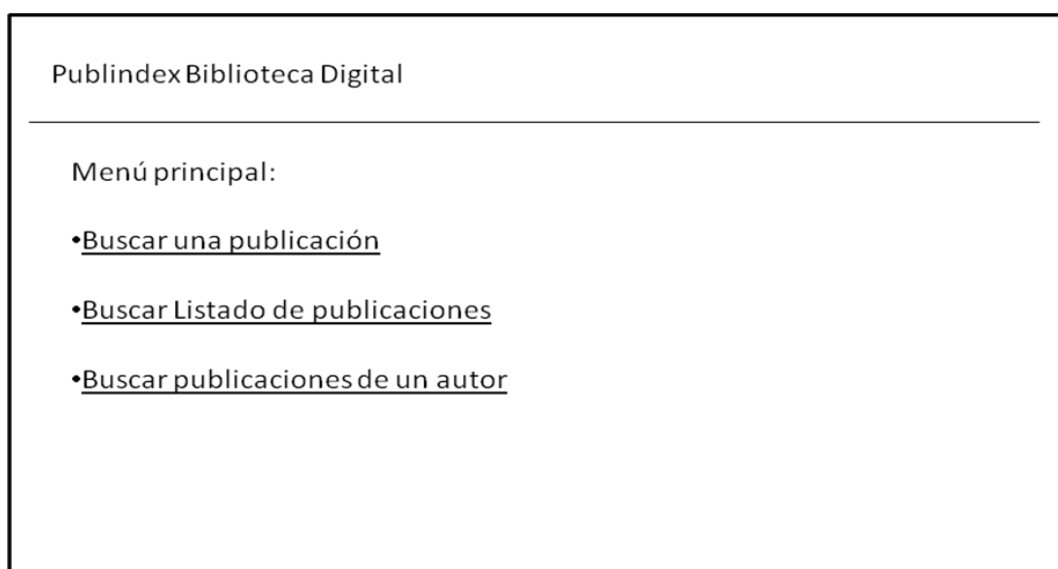 Publindex Biblioteca Digital
Menú principal:
•Buscar una publicación
•Buscar Listado de publicaciones
•Buscar publicaciones de un autor